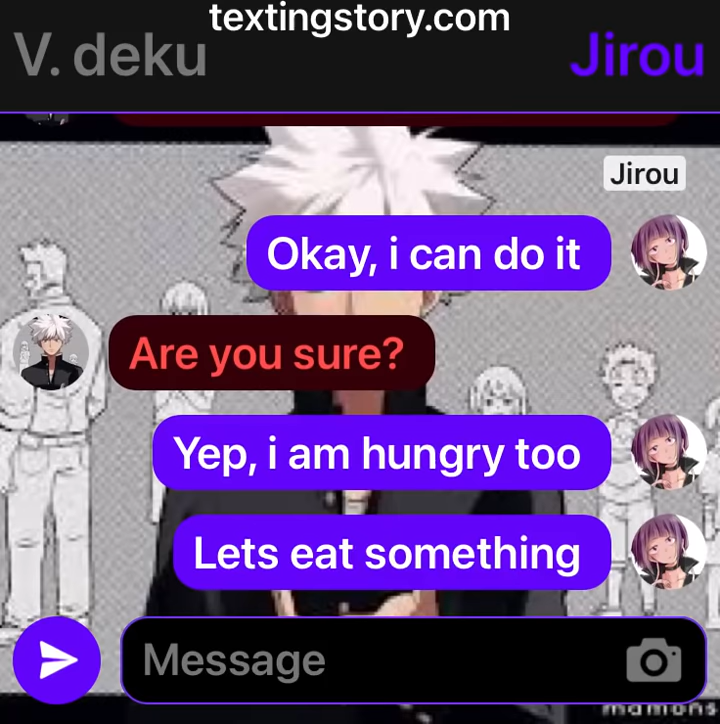 textingstory.com
V. deku
Jirou
Jirou
Okay, i can do it
Are you sure?
Yep, i am hungry too
Lets eat something
Message
mamons